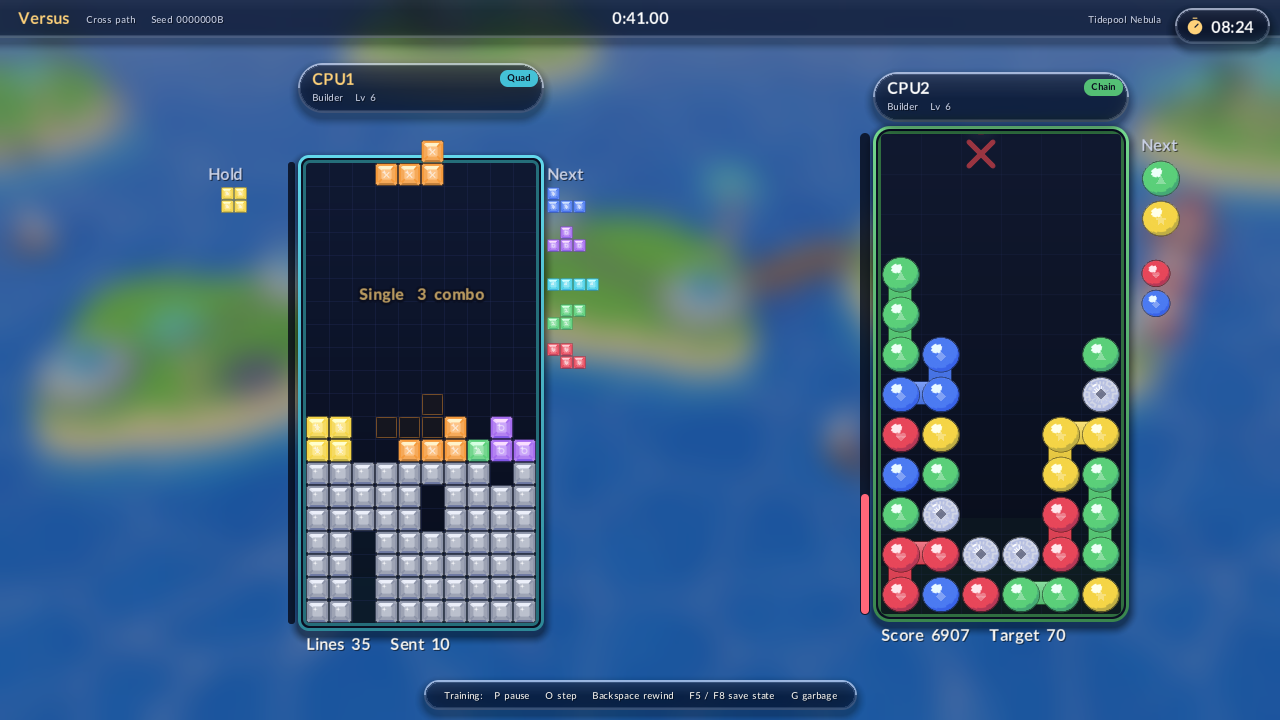 Versus Cross path Seed 0000000B
0:41.00
Tidepool Nebula
08:24
CPU1
Quad
Builder Lv 6
CPU2
Chain
Builder Lv 6
Hold
Next
Next
Single 3 combo
Lines 35 Sent 10
Score 6907 Target 70
Training: P pause O step Backspace rewind F5 / F8 save state G garbage